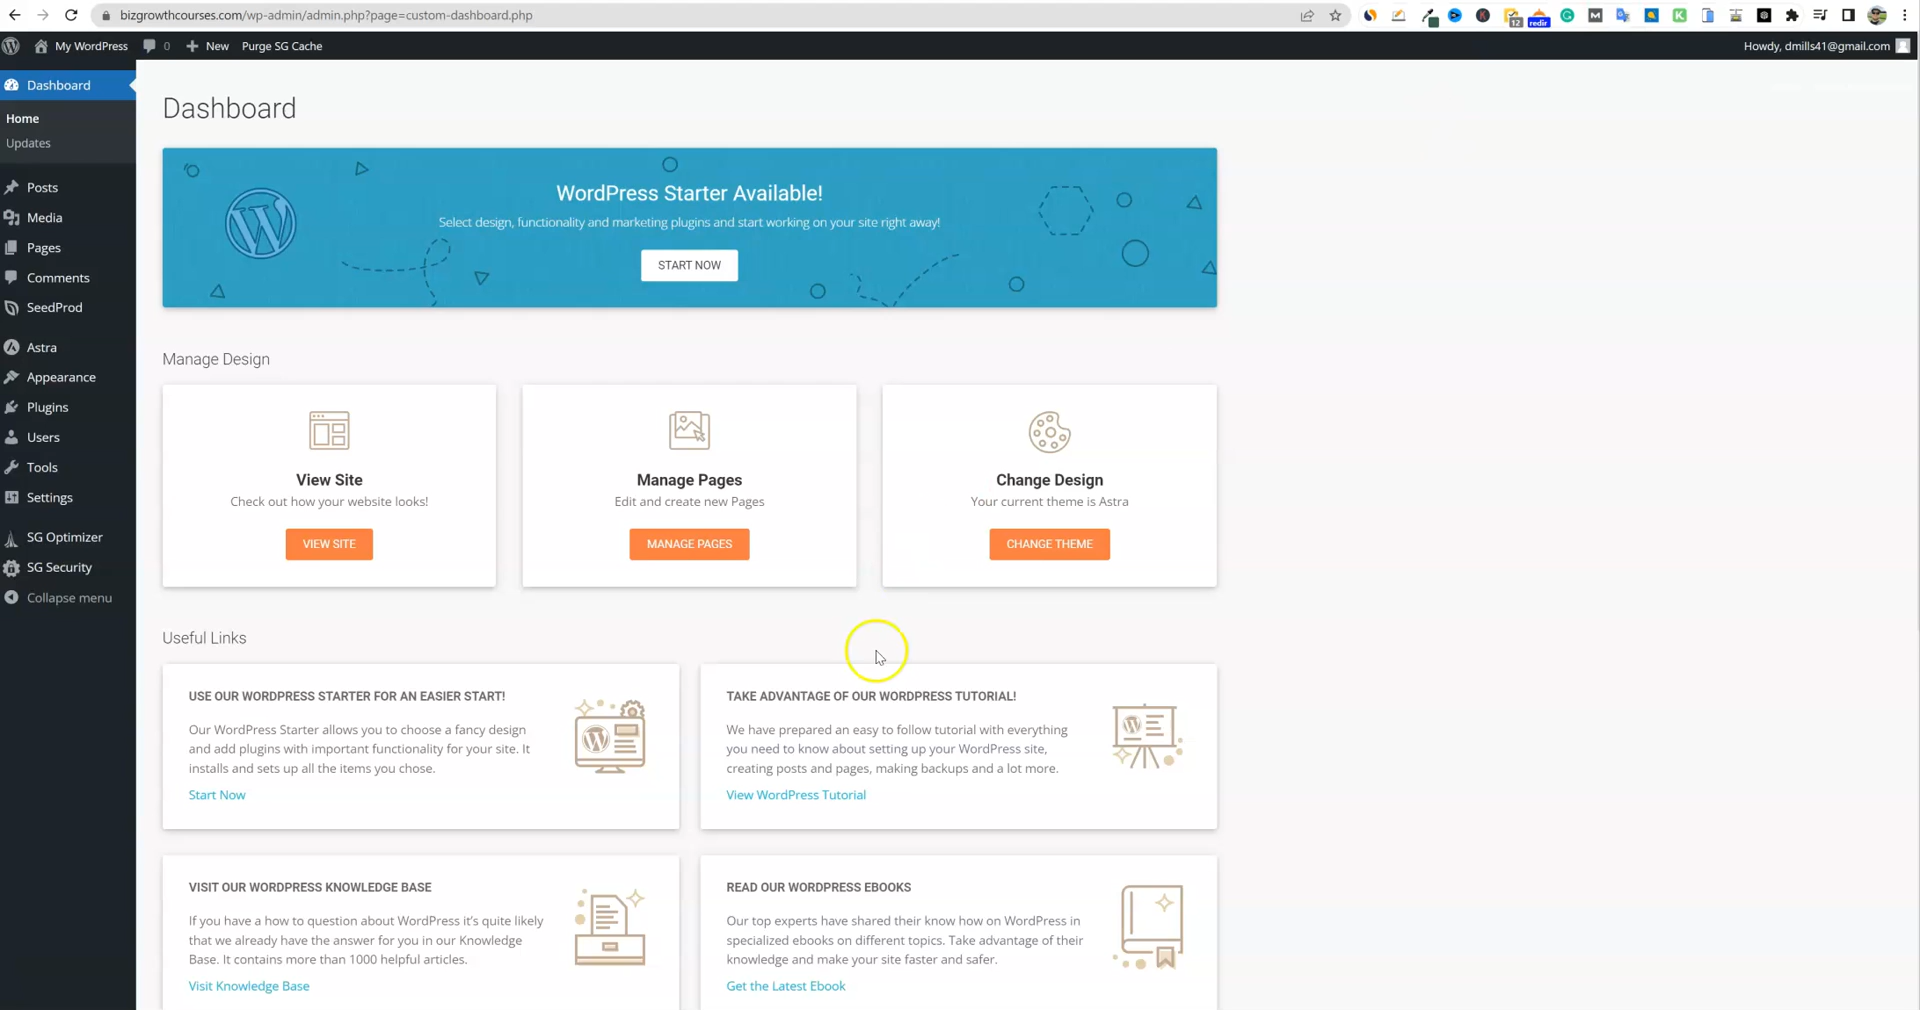 bizgrowthcourses.com/wp-admin/admin.php?page=custom-dashboard.php
12
redir
My WordPress
0
New
Purge SG Cache
Howdy, dmills41@gmail.com
Dashboard
Home
Updates
Posts
Media
Pages
Comments
SeedProd
Astra
Appearance
Plugins
Users
Tools
Settings
SG Optimizer
SG Security
Collapse menu
Dashboard
WordPress Starter Available!
Select design, functionality and marketing plugins and start working on your site right away!
START NOW
Manage Design
View Site
Check out how your website looks!
VIEW SITE
Manage Pages
Edit and create new Pages
MANAGE PAGES
Change Design
Your current theme is Astra
CHANGE THEME
Useful Links
USE OUR WORDPRESS STARTER FOR AN EASIER START!
Our WordPress Starter allows you to choose a fancy design
and add plugins with important functionality for your site. It
installs and sets up all the items you chose.
Start Now
TAKE ADVANTAGE OF OUR WORDPRESS TUTORIAL!
We have prepared an easy to follow tutorial with everything
you need to know about setting up your WordPress site,
creating posts and pages, making backups and a lot more.
View WordPress Tutorial
VISIT OUR WORDPRESS KNOWLEDGE BASE
If you have a how to question about WordPress it's quite likely
that we already have the answer for you in our Knowledge
Base. It contains more than 1000 helpful articles.
Visit Knowledge Base
READ OUR WORDPRESS EBOOKS
Our top experts have shared their know how on WordPress in
specialized ebooks on different topics. Take advantage of their
knowledge and make your site faster and safer.
Get the Latest Ebook